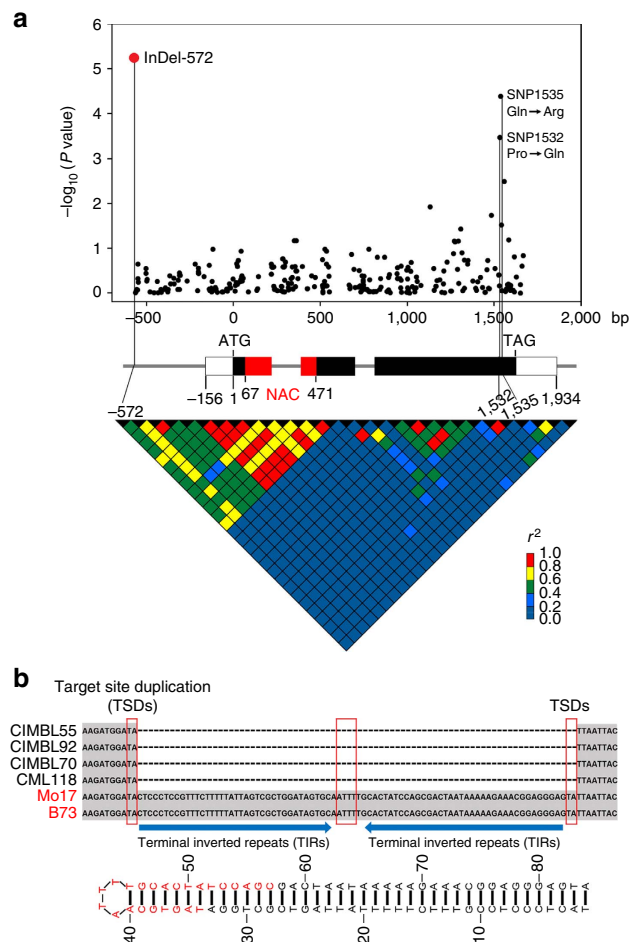 a
6
5
4
3
2
1
0
−log10 (P value)
InDel-572
SNP1535
Gln→Arg
SNP1532
Pro→Gln
−500
0
500
1,000
1,500
2,000
bp
ATG
TAG
−572
−156
1
67
NAC
471
1,532
1,535
1,934
r2
1.0
0.8
0.6
0.4
0.2
0.0
b
Target site duplication
(TSDs)
TSDs
CIMBL55 AAGATGGATA TTAATTAC
CIMBL92 AAGATGGATA TTAATTAC
CIMBL70 AAGATGGATA TTAATTAC
CML118 AAGATGGATA TTAATTAC
Mo17
B73
Terminal inverted repeats (TIRs)
Terminal inverted repeats (TIRs)
50
60
70
80
40
30
20
10